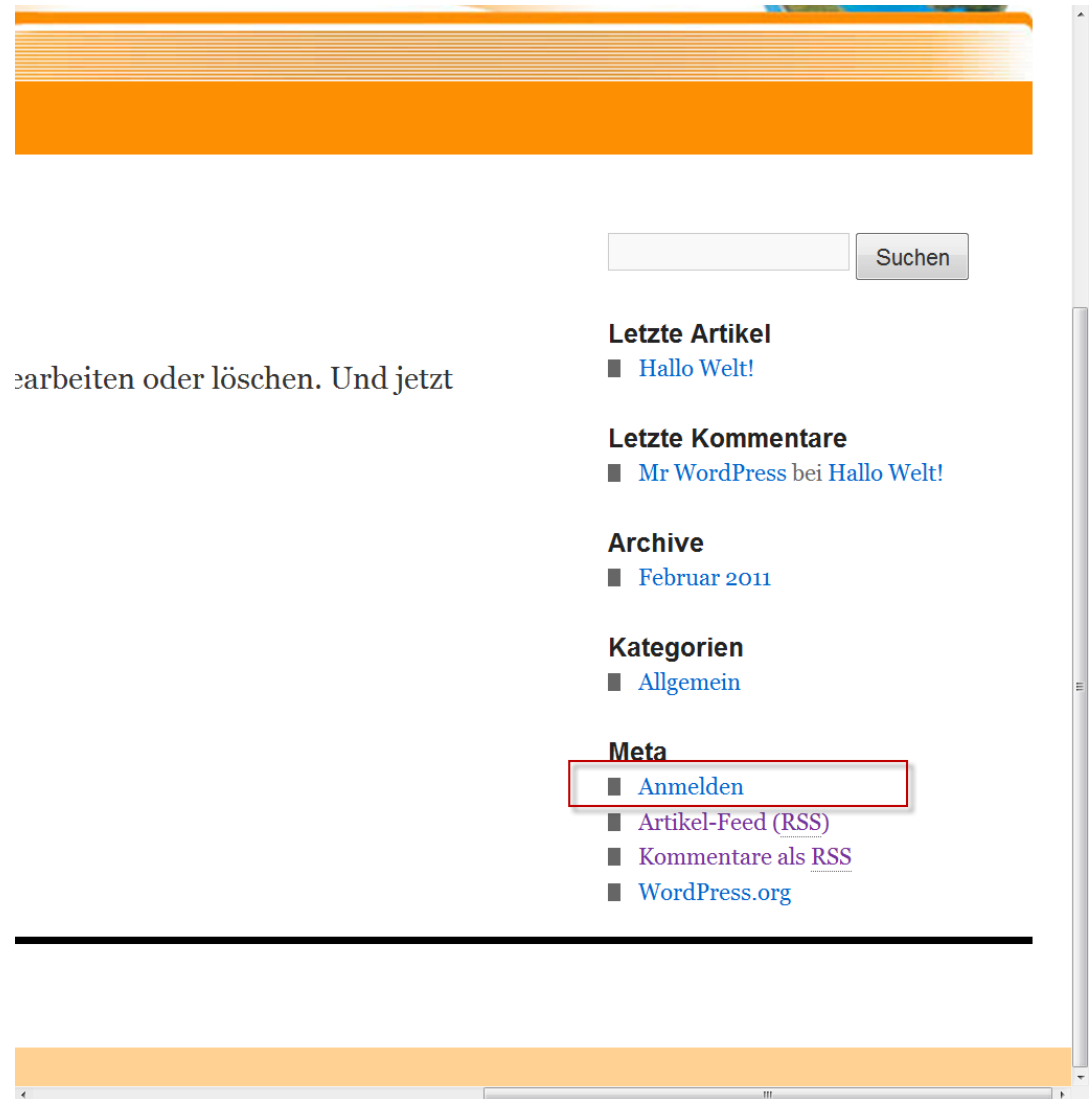 Suchen
Letzte Artikel
Hallo Welt!
earbeiten oder löschen. Und jetzt
Letzte Kommentare
Mr WordPress bei Hallo Welt!
Archive
Februar 2011
Kategorien
Allgemein
Meta
Anmelden
Artikel-Feed (RSS)
Kommentare als RSS
WordPress.org